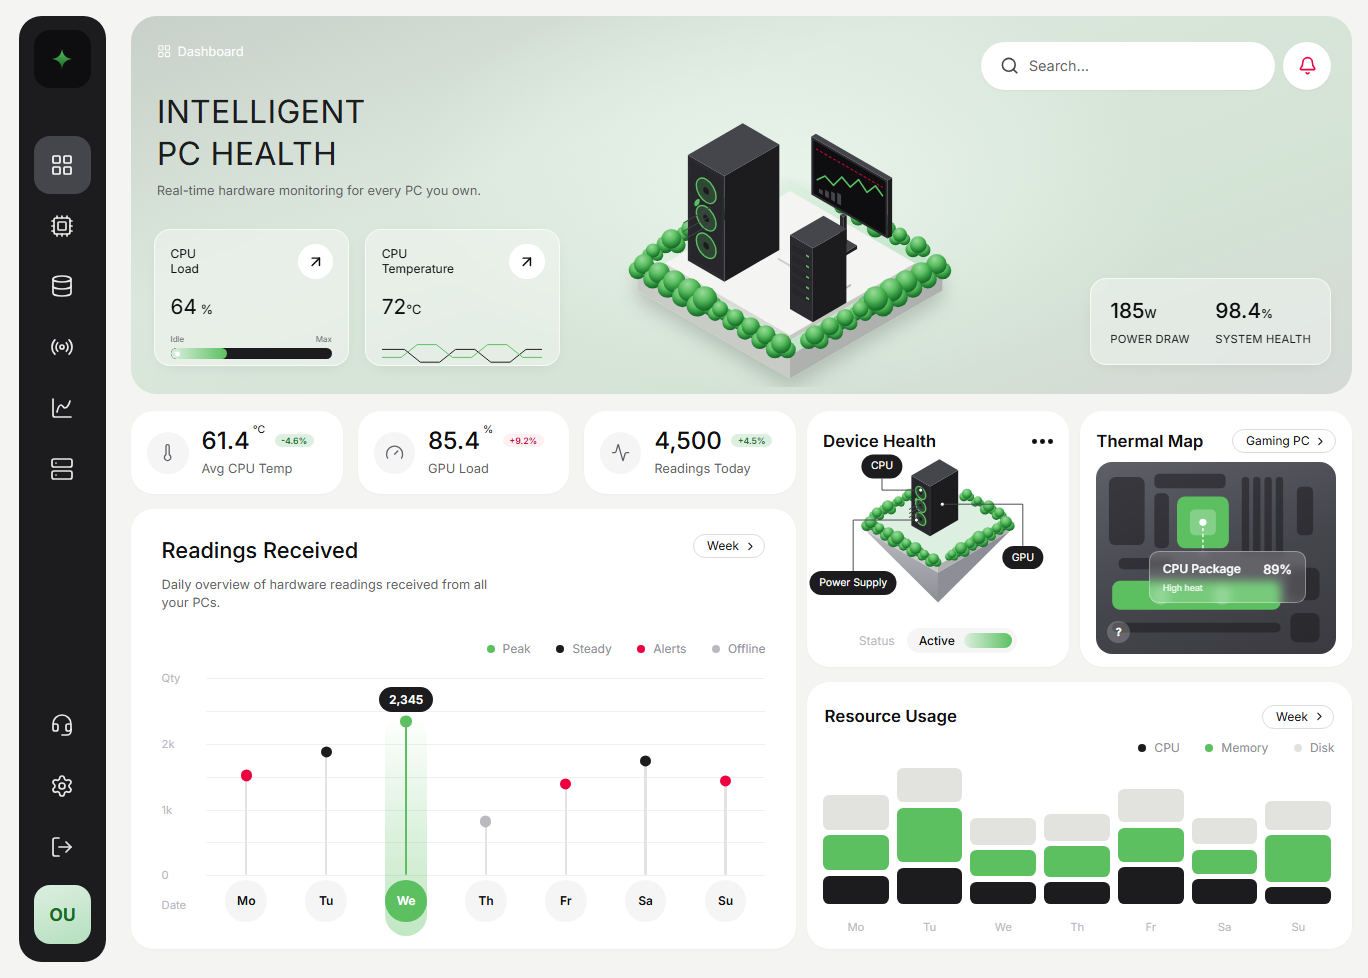 Dashboard
Search...
INTELLIGENT
PC HEALTH
Real-time hardware monitoring for every PC you own.
CPU
Load
64 %
Idle
Max
CPU
Temperature
72°C
185W
POWER DRAW
98.4%
SYSTEM HEALTH
61.4 °C
-4.6%
Avg CPU Temp
85.4 %
+9.2%
GPU Load
4,500
+4.5%
Readings Today
Device Health
CPU
GPU
Power Supply
Status
Active
Thermal Map
Gaming PC
CPU Package
89%
High heat
?
Readings Received
Week
Daily overview of hardware readings received from all
your PCs.
Peak
Steady
Alerts
Offline
Qty
2,345
2k
1k
0
Date
Mo
Tu
We
Th
Fr
Sa
Su
Resource Usage
Week
CPU
Memory
Disk
Mo
Tu
We
Th
Fr
Sa
Su
OU